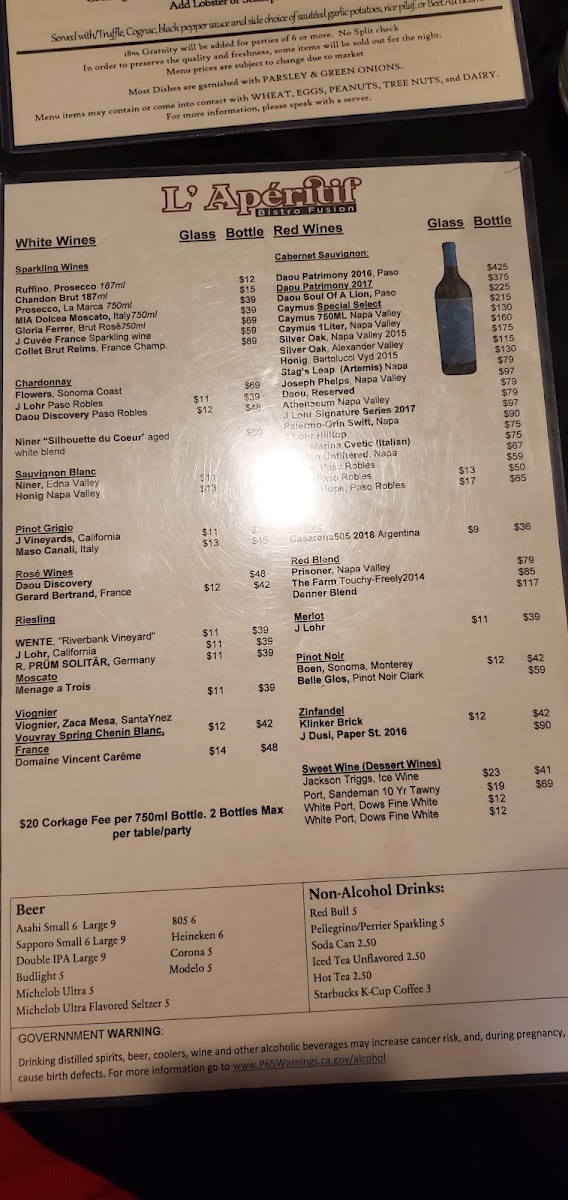 Add Lobster or
Served with/Truffle, Cognac, black pepper sauce and side choice of sautéed garlic potatoes, rice pilaf, or Beet
18% Gratuity will be added for parties of 6 or more. No Split check
In order to preserve the quality and freshness, some items will be sold out for the night.
Menu prices are subject to change due to market
Most Dishes are garnished with PARSLEY & GREEN ONIONS.
Menu items may contain or come into contact with WHEAT, EGGS, PEANUTS, TREE NUTS, and DAIRY.
For more information, please speak with a server.
L' Apéritif
Bistro Fusion
White Wines Glass Bottle
Sparkling Wines
Ruffino, Prosecco 187ml $12
Chandon Brut 187ml $15
Prosecco, La Marca 750ml $39
MIA Dolcea Moscato, Italy750ml $39
Gloria Ferrer, Brut Rosé750ml $69
J Cuvée France Sparkling wine $59
Collet Brut Reims, France Champ. $89
Chardonnay
Flowers, Sonoma Coast $69
J Lohr Paso Robles $11 $39
Daou Discovery Paso Robles $12 $48
Niner "Silhouette du Coeur" aged
white blend
Sauvignon Blanc
Niner, Edna Valley $11
Honig Napa Valley $13
Pinot Grigio
J Vineyards, California $11 $39
Maso Canali, Italy $13 $45
Rosé Wines
Daou Discovery $48
Gerard Bertrand, France $12 $42
Riesling
WENTE, "Riverbank Vineyard" $11 $39
J Lohr, California $11 $39
R. PRÜM SOLITÄR, Germany $11 $39
Moscato
Menage a Trois $11 $39
Viognier
Viognier, Zaca Mesa, SantaYnez $12 $42
Vouvray Spring Chenin Blanc,
France
Domaine Vincent Carême $14 $48
$20 Corkage Fee per 750ml Bottle. 2 Bottles Max
per table/party
Red Wines Glass Bottle
Cabernet Sauvignon:
Daou Patrimony 2016, Paso $425
Daou Patrimony 2017 $375
Daou Soul Of A Lion, Paso $225
Caymus Special Select $215
Caymus 750ML Napa Valley $130
Caymus 1Liter, Napa Valley $160
Silver Oak, Napa Valley 2015 $175
Silver Oak, Alexander Valley $115
Honig, Bartolucci Vyd 2015 $130
Stag's Leap (Artemis) Napa $79
Joseph Phelps, Napa Valley $97
Daou, Reserved $79
Athenaeum Napa Valley $79
J Lohr Signature Series 2017 $97
Palermo-Orin Swift, Napa $90
J Lohr Hilltop $75
Marina Cvetic (Italian) $75
Unfiltered, Napa $67
Paso Robles $59
Paso Robles $13 $50
Hope, Paso Robles $17 $65
Casarena505 2018 Argentina $9 $36
Red Blend
Prisoner, Napa Valley $79
The Farm Touchy-Freely2014 $85
Denner Blend $117
Merlot
J Lohr $11 $39
Pinot Noir
Boen, Sonoma, Monterey $12 $42
Belle Glos, Pinot Noir Clark $59
Zinfandel
Klinker Brick $12 $42
J Dusi, Paper St. 2016 $90
Sweet Wine (Dessert Wines)
Jackson Triggs, Ice Wine $23 $41
Port, Sandeman 10 Yr Tawny $19 $69
White Port, Dows Fine White $12
White Port, Dows Fine White $12
Beer
Asahi Small 6 Large 9
Sapporo Small 6 Large 9
Double IPA Large 9
Budlight 5
Michelob Ultra 5
Michelob Ultra Flavored Seltzer 5
805 6
Heineken 6
Corona 5
Modelo 5
Non-Alcohol Drinks:
Red Bull 5
Pellegrino/Perrier Sparkling 5
Soda Can 2.50
Iced Tea Unflavored 2.50
Hot Tea 2.50
Starbucks K-Cup Coffee 3
GOVERNNMENT WARNING:
Drinking distilled spirits, beer, coolers, wine and other alcoholic beverages may increase cancer risk, and, during pregnancy,
cause birth defects. For more information go to www.P65Warnings.ca.gov/alcohol